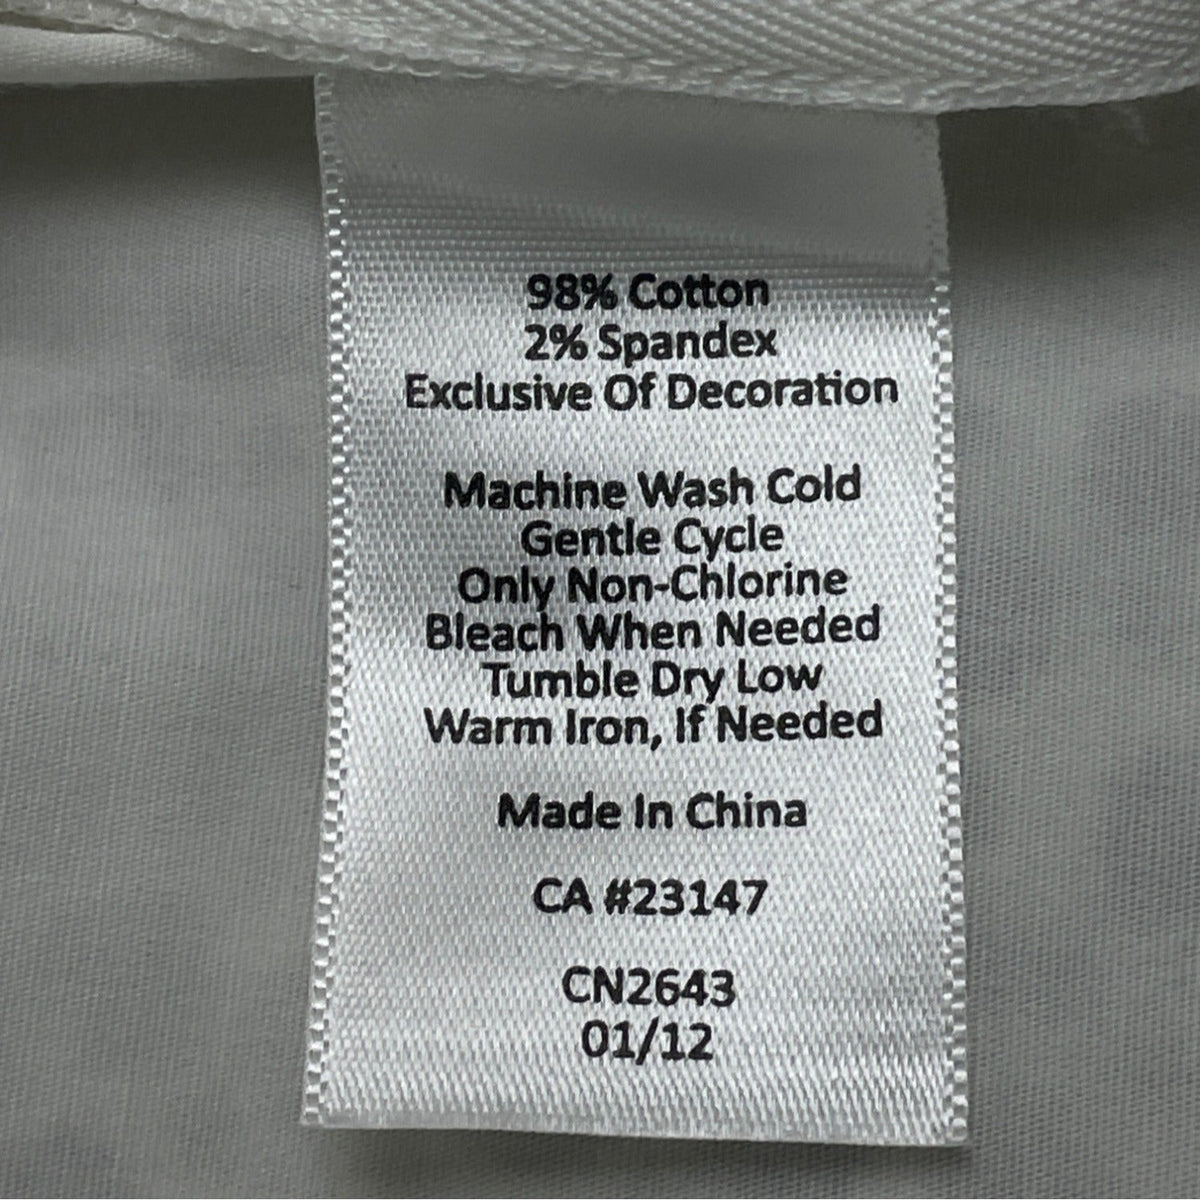 98% Cotton
2% Spandex
Exclusive Of Decoration
Machine Wash Cold
Gentle Cycle
Only Non-Chlorine
Bleach When Needed
Tumble Dry Low
Warm Iron, If Needed
Made In China
CA #23147
CN2643
01/12